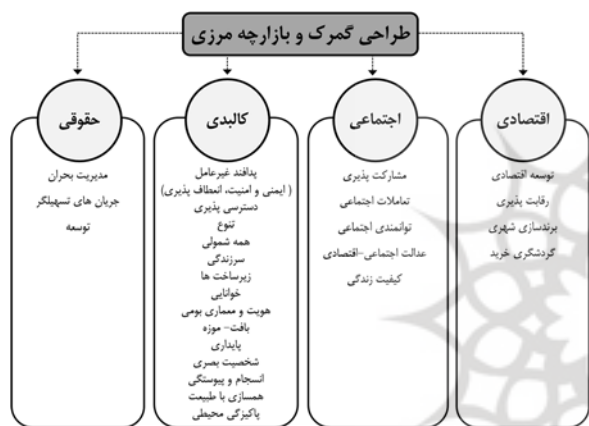 طراحی گمرک و بازارچه مرزی
اقتصادی
توسعه اقتصادی
رقابت پذیری
برندسازی شهری
گردشگری خرید
اجتماعی
مشارکت پذیری
تعاملات اجتماعی
توانمندی اجتماعی
عدالت اجتماعی-اقتصادی
کیفیت زندگی
کالبدی
پدافند غیرعامل
( ایمنی و امنیت، انعطاف پذیری)
دسترسی پذیری
تنوع
همه شمولی
سرزندگی
زیرساخت ها
خوانایی
هویت و معماری بومی
بافت- موزه
پایداری
شخصیت بصری
انسجام و پیوستگی
همسازی با طبیعت
پاکیزگی محیطی
حقوقی
مدیریت بحران
جریان های تسهیلگر
توسعه